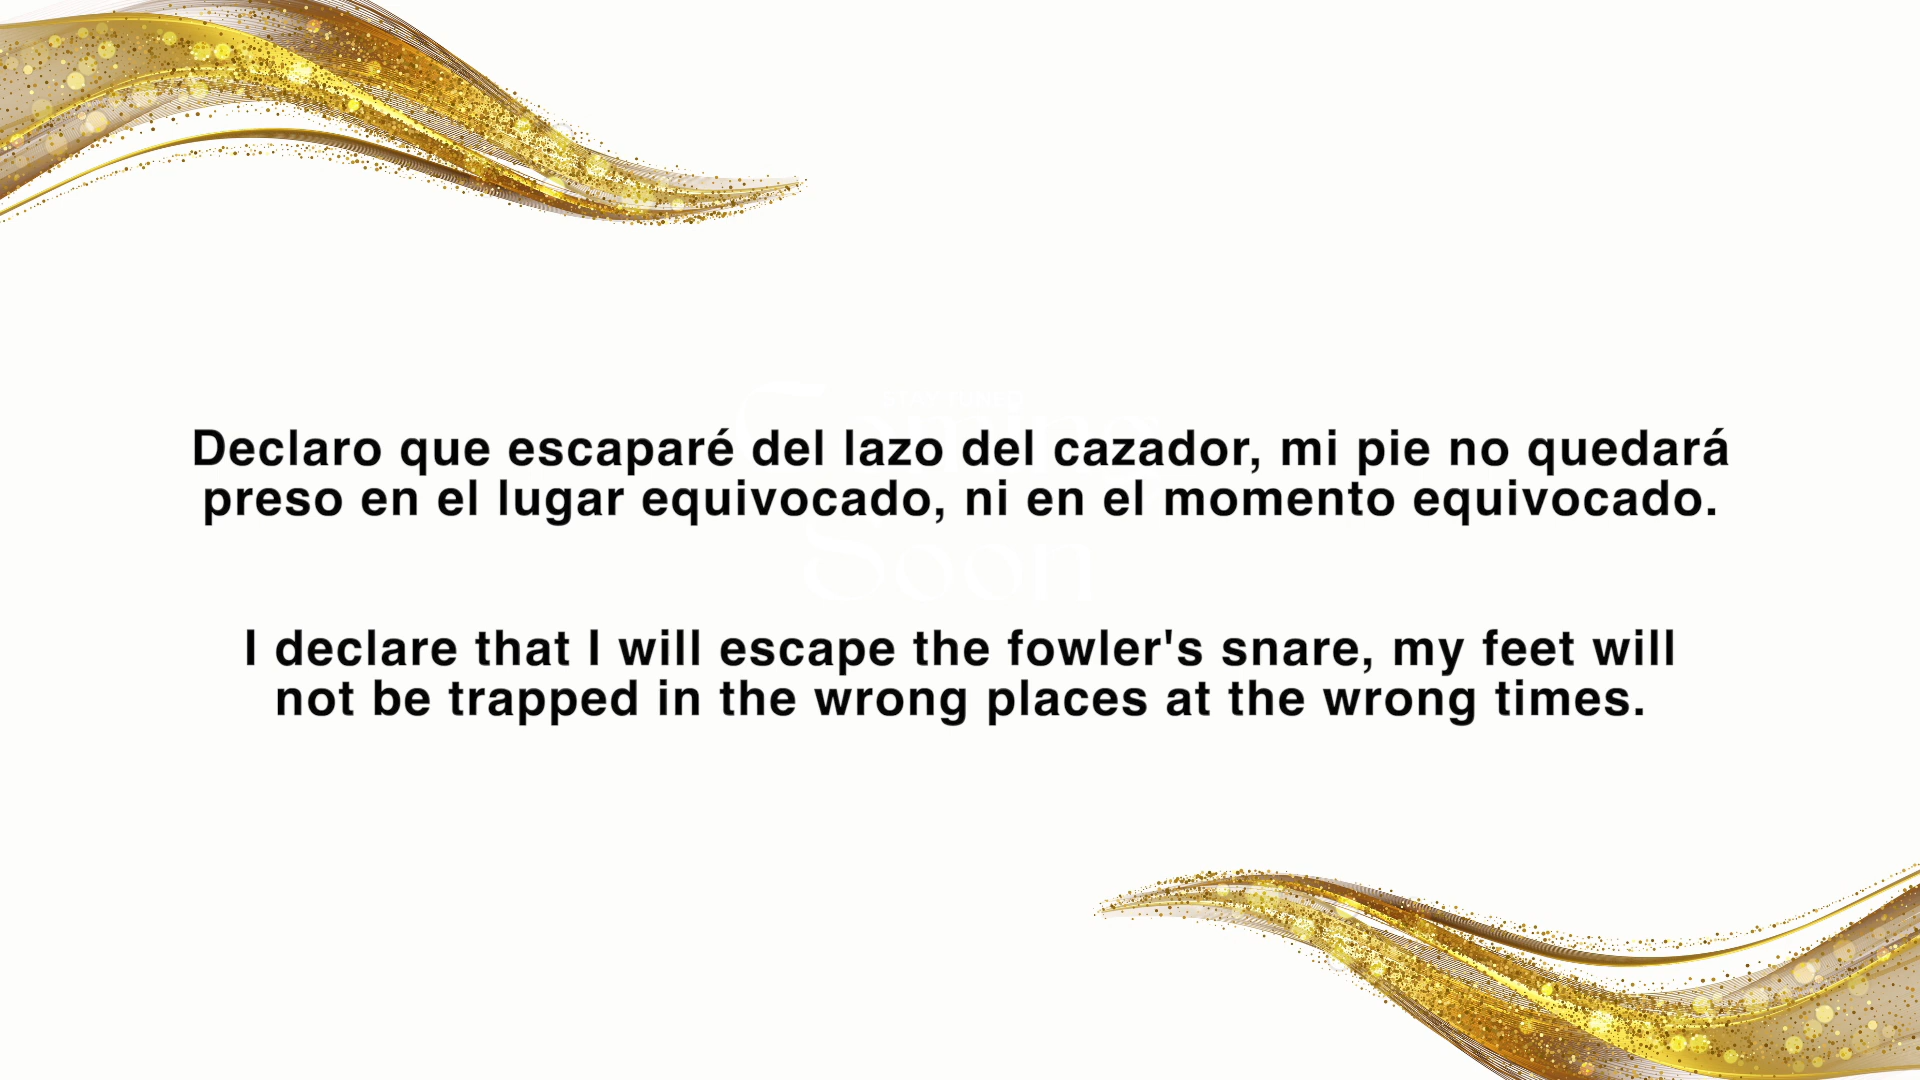 Declaro que escaparé del lazo del cazador, mi pie no quedará
preso en el lugar equivocado, ni en el momento equivocado.
Soon
I declare that I will escape the fowler's snare, my feet will
not be trapped in the wrong places at the wrong times.